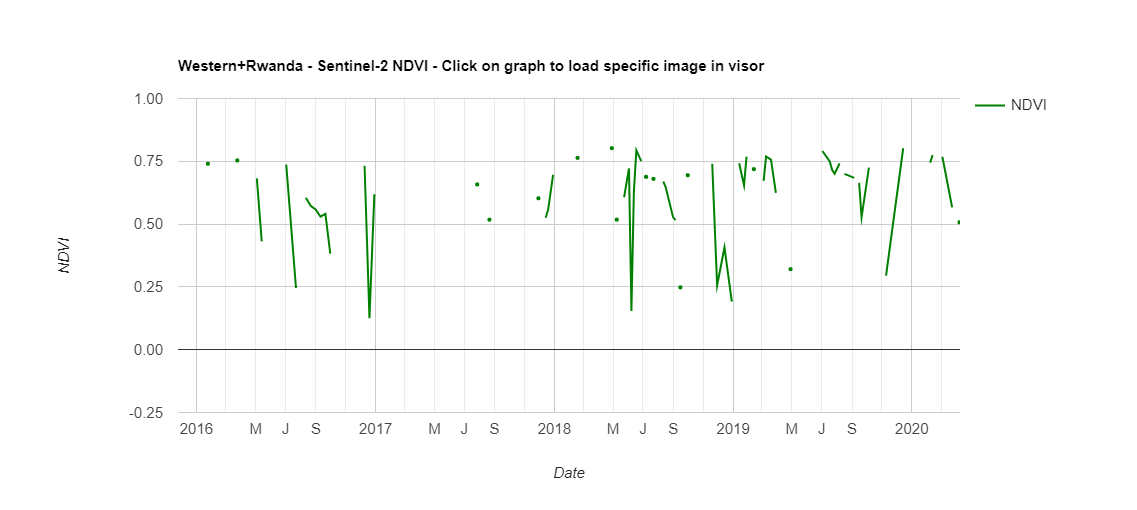 Western+Rwanda - Sentinel-2 NDVI - Click on graph to load specific image in visor
NDVI
1.00
0.75
0.50
0.25
0.00
-0.25
NDVI
2016 M J S 2017 M J S 2018 M J S 2019 M J S 2020
Date